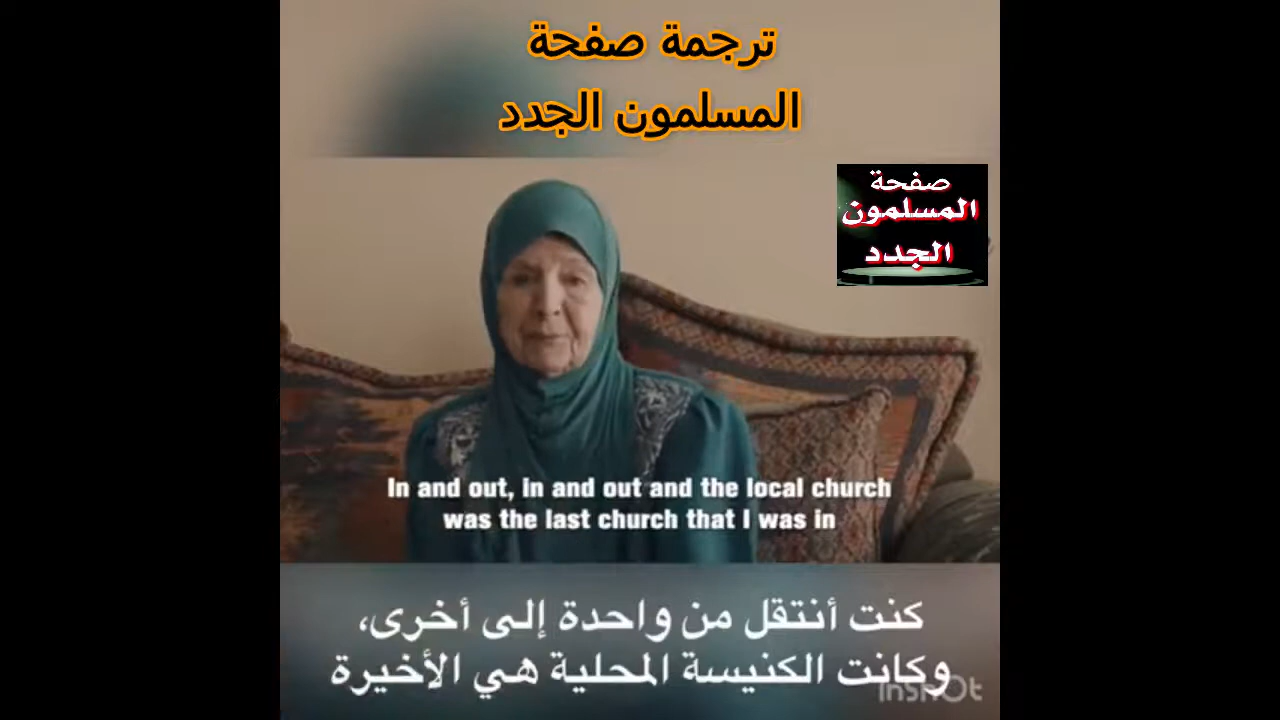 ترجمة صفحة
المسلمون الجدد
صفحة
المسلمون
الجدد
In and out, in and out and the local church
was the last church that I was in
كنت أنتقل من واحدة إلى أخرى،
وكانت الكنيسة المحلية هي الأخيرة
InShOt